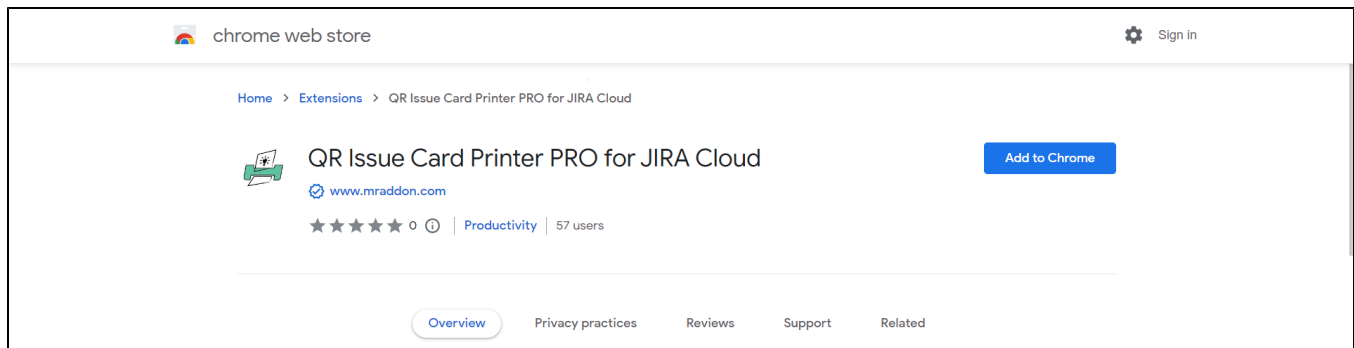 chrome web store
Sign in
Home > Extensions > QR Issue Card Printer PRO for JIRA Cloud
QR Issue Card Printer PRO for JIRA Cloud
Add to Chrome
www.mraddon.com
0 Productivity 57 users
Overview Privacy practices Reviews Support Related